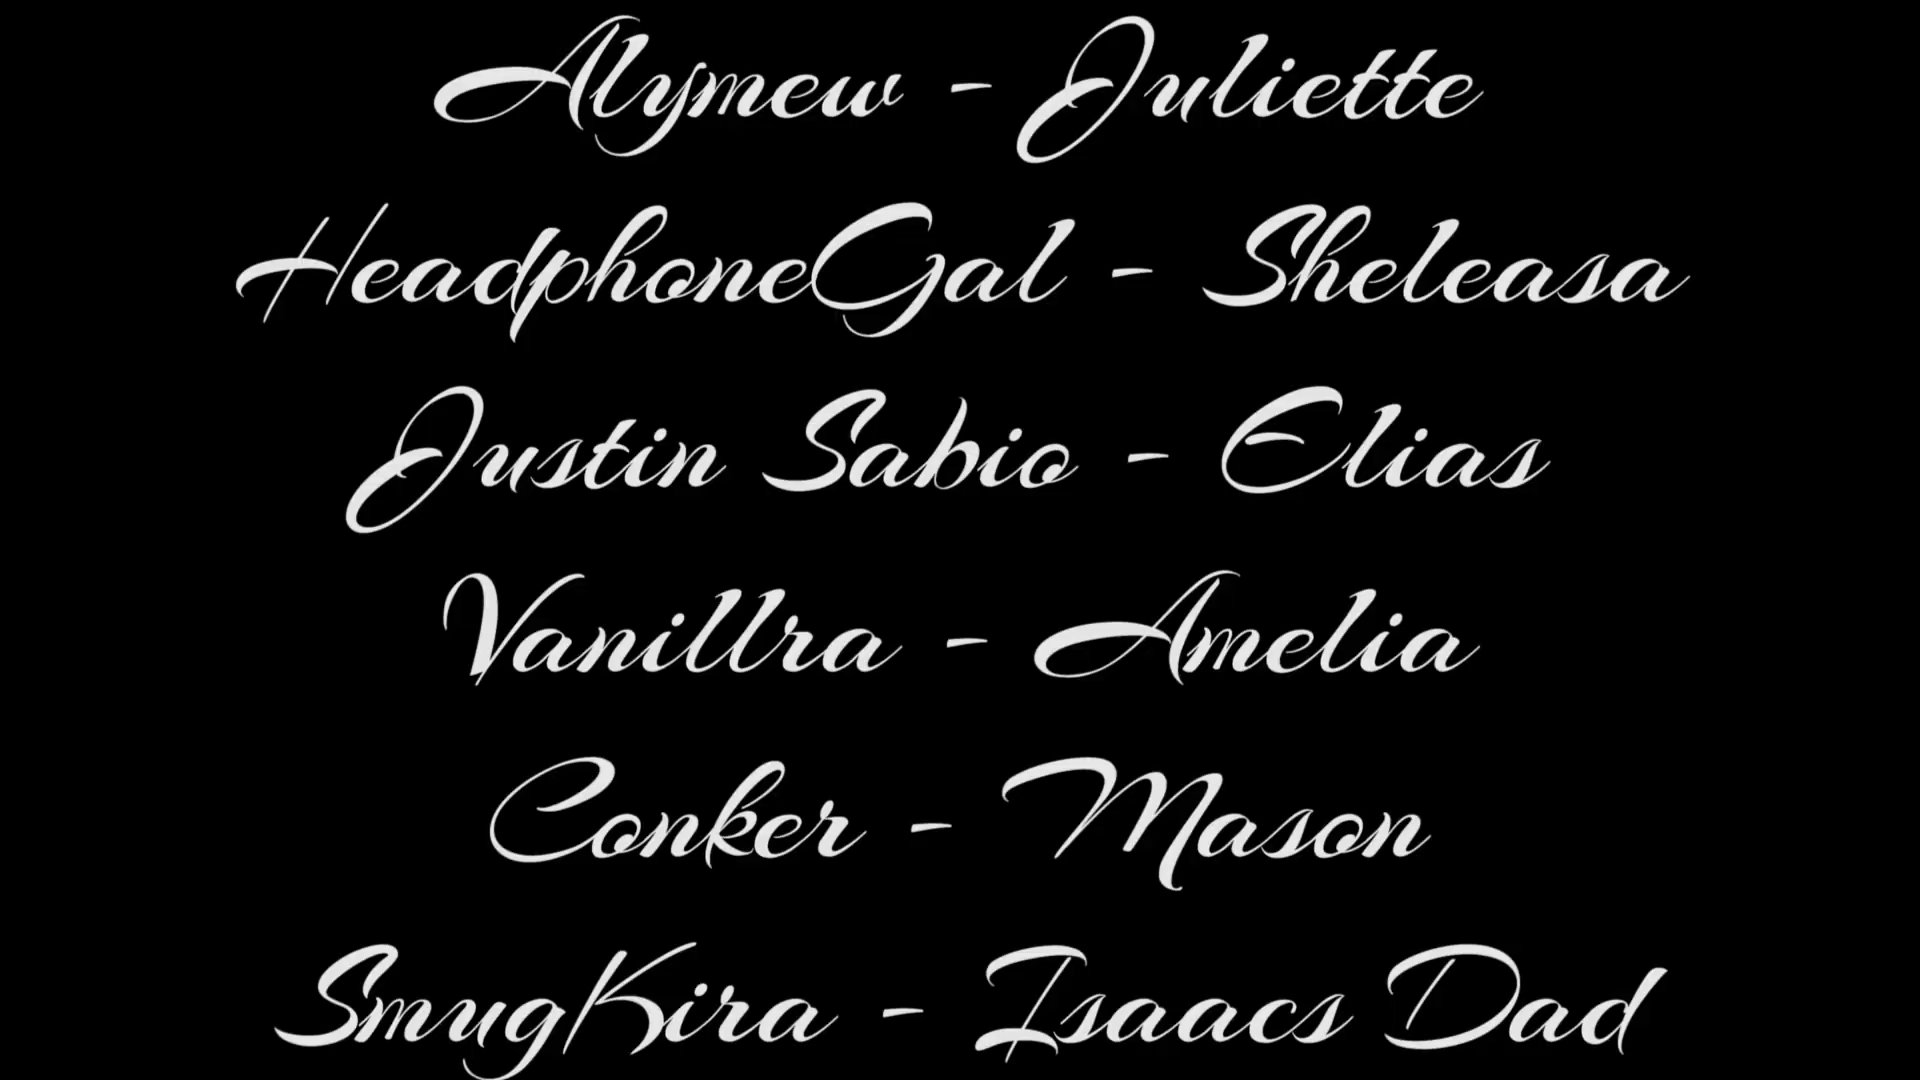 Alymew - Juliette
HeadphoneGal - Sheleasa
Justin Sabio - Elias
Vanillra - Amelia
Conker - Mason
SmugKira - Isaacs Dad